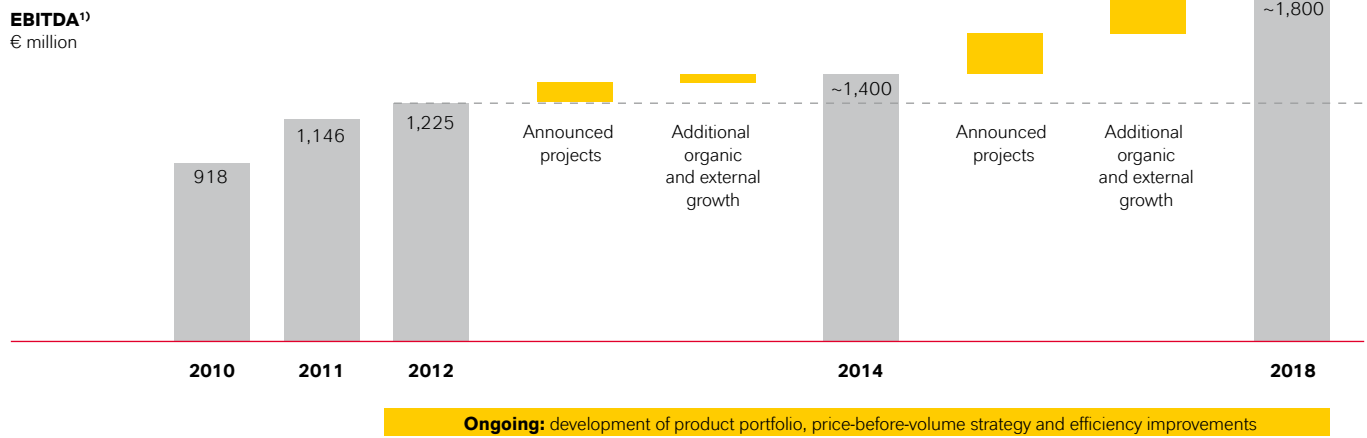 EBITDA1)
€ million
~1,800
~1,400
1,225
1,146
918
Announced
projects
Additional
organic
and external
growth
Announced
projects
Additional
organic
and external
growth
2010
2011
2012
2014
2018
Ongoing: development of product portfolio, price-before-volume strategy and efficiency improvements